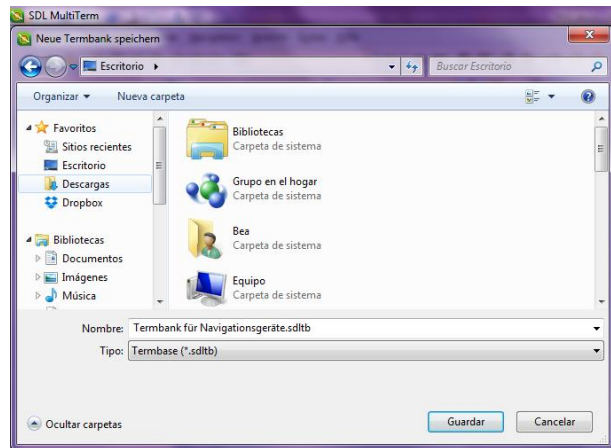 SDL MultiTerm
Neue Termbank speichern
Escritorio
Buscar Escritorio
Organizar
Nueva carpeta
Favoritos
Sitios recientes
Escritorio
Descargas
Dropbox
Bibliotecas
Documentos
Imágenes
Música
Bibliotecas
Carpeta de sistema
Grupo en el hogar
Carpeta de sistema
Bea
Carpeta de sistema
Equipo
Carpeta de sistema
Nombre: Termbank für Navigationsgeräte.sdltb
Tipo: Termbase (*.sdltb)
Ocultar carpetas
Guardar
Cancelar